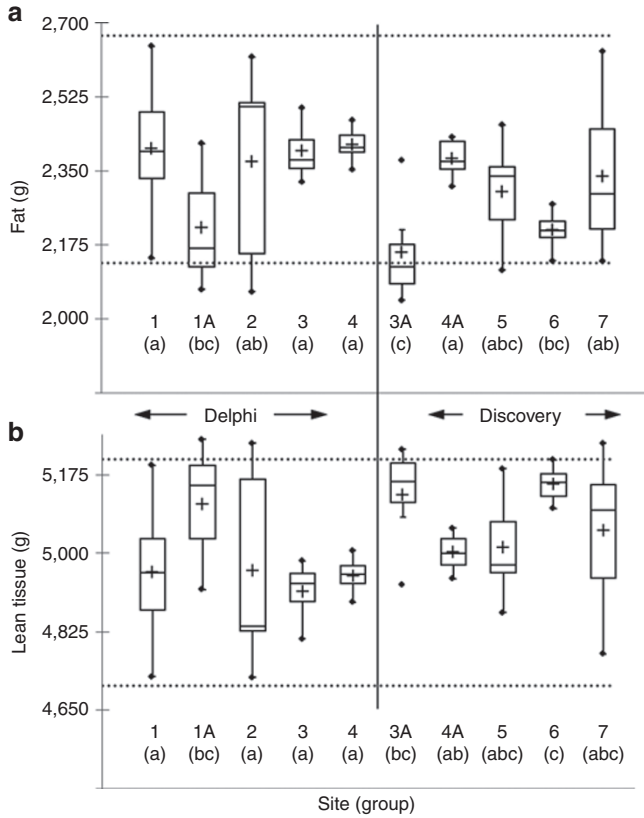 a
2,700
2,525
2,350
2,175
2,000
Fat (g)
1 1A 2 3 4 3A 4A 5 6 7
(a) (bc) (ab) (a) (a) (c) (a) (abc) (bc) (ab)
Delphi Discovery
b
5,175
5,000
4,825
4,650
Lean tissue (g)
1 1A 2 3 4 3A 4A 5 6 7
(a) (bc) (a) (a) (a) (bc) (ab) (abc) (c) (abc)
Site (group)